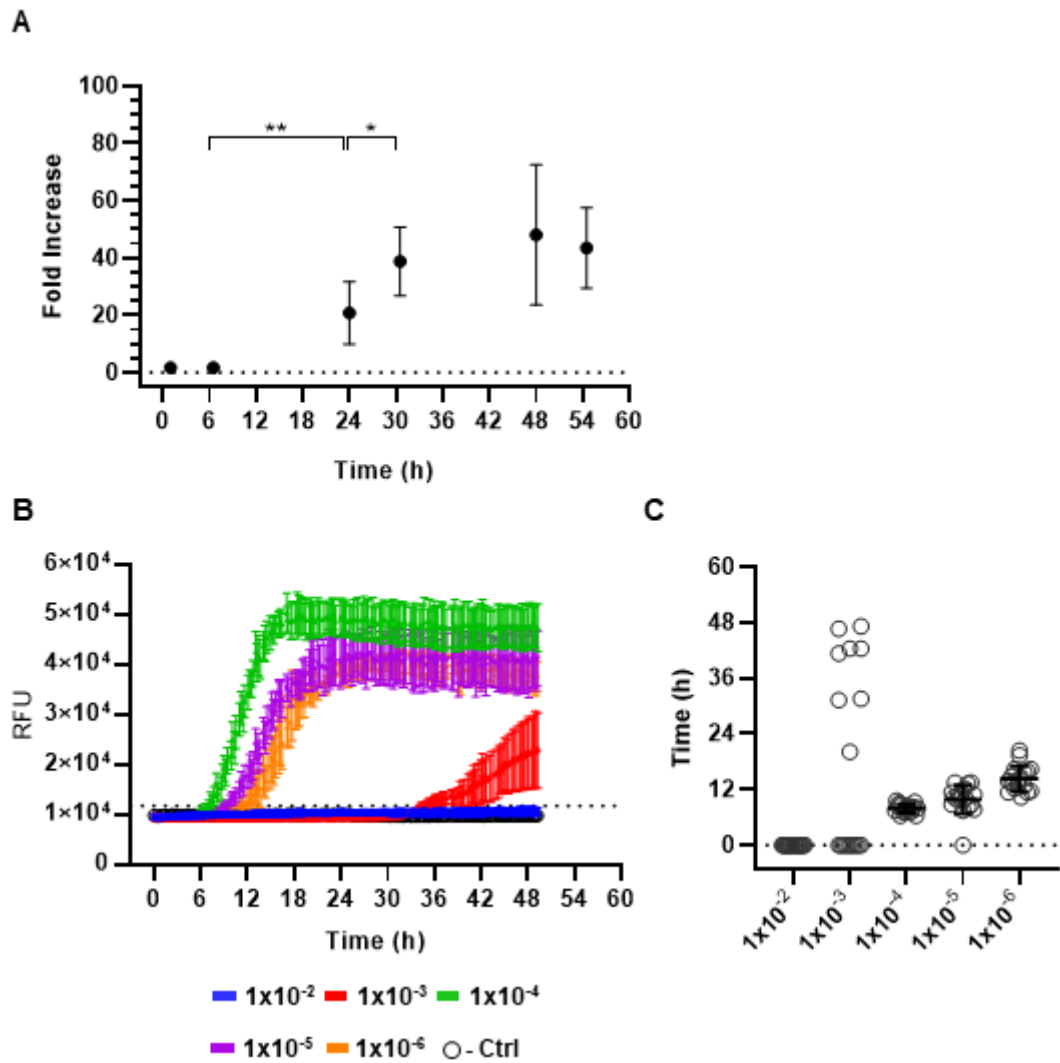 A
100
80
60
40
20
0
Fold Increase
** *
0 6 12 18 24 30 36 42 48 54 60
Time (h)
B
6×10⁴
5×10⁴
4×10⁴
3×10⁴
2×10⁴
1×10⁴
0
RFU
0 6 12 18 24 30 36 42 48 54 60
Time (h)
1x10⁻² 1x10⁻³ 1x10⁻⁴
1x10⁻⁵ 1x10⁻⁶ - Ctrl
C
60
48
36
24
12
0
Time (h)
1x10⁻² 1x10⁻³ 1x10⁻⁴ 1x10⁻⁵ 1x10⁻⁶